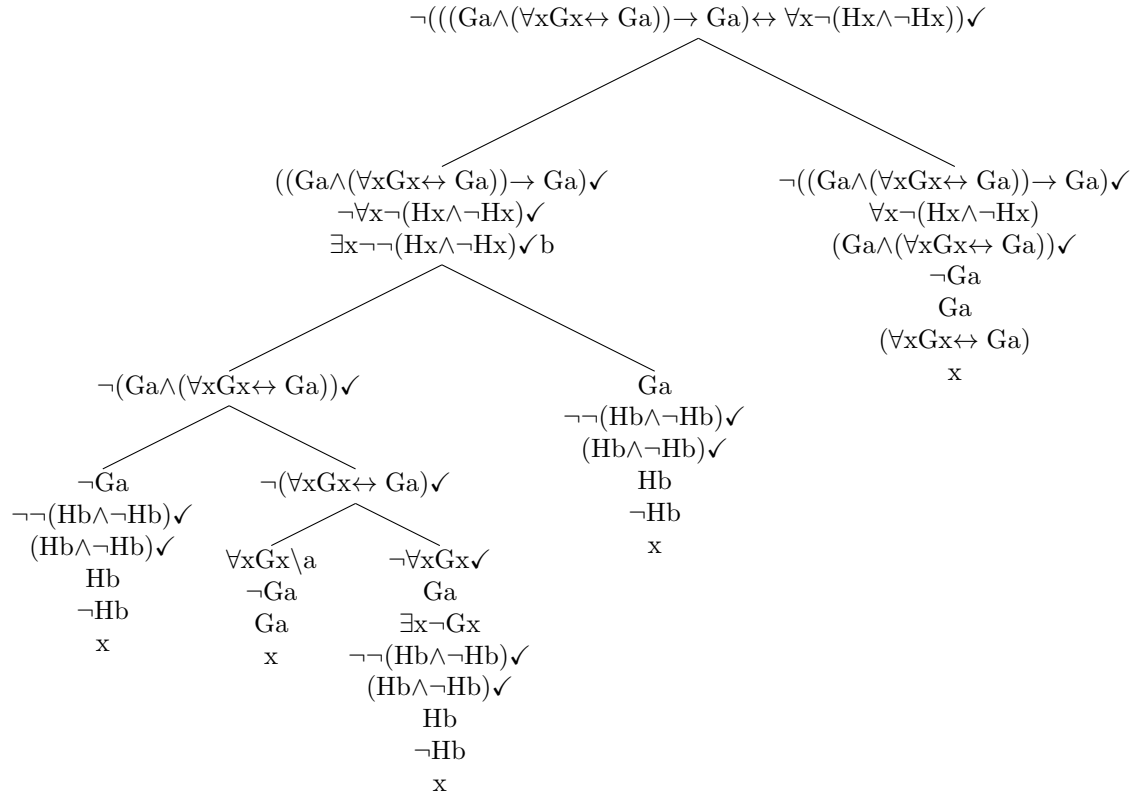 ¬(((Ga∧(∀xGx↔ Ga))→ Ga)↔ ∀x¬(Hx∧¬Hx))✓
((Ga∧(∀xGx↔ Ga))→ Ga)✓
¬∀x¬(Hx∧¬Hx)✓
∃x¬¬(Hx∧¬Hx)✓b
¬((Ga∧(∀xGx↔ Ga))→ Ga)✓
∀x¬(Hx∧¬Hx)
(Ga∧(∀xGx↔ Ga))✓
¬Ga
Ga
(∀xGx↔ Ga)
x
¬(Ga∧(∀xGx↔ Ga))✓
Ga
¬¬(Hb∧¬Hb)✓
(Hb∧¬Hb)✓
Hb
¬Hb
x
¬Ga
¬¬(Hb∧¬Hb)✓
(Hb∧¬Hb)✓
Hb
¬Hb
x
¬(∀xGx↔ Ga)✓
∀xGx\a
¬Ga
Ga
x
¬∀xGx✓
Ga
∃x¬Gx
¬¬(Hb∧¬Hb)✓
(Hb∧¬Hb)✓
Hb
¬Hb
x